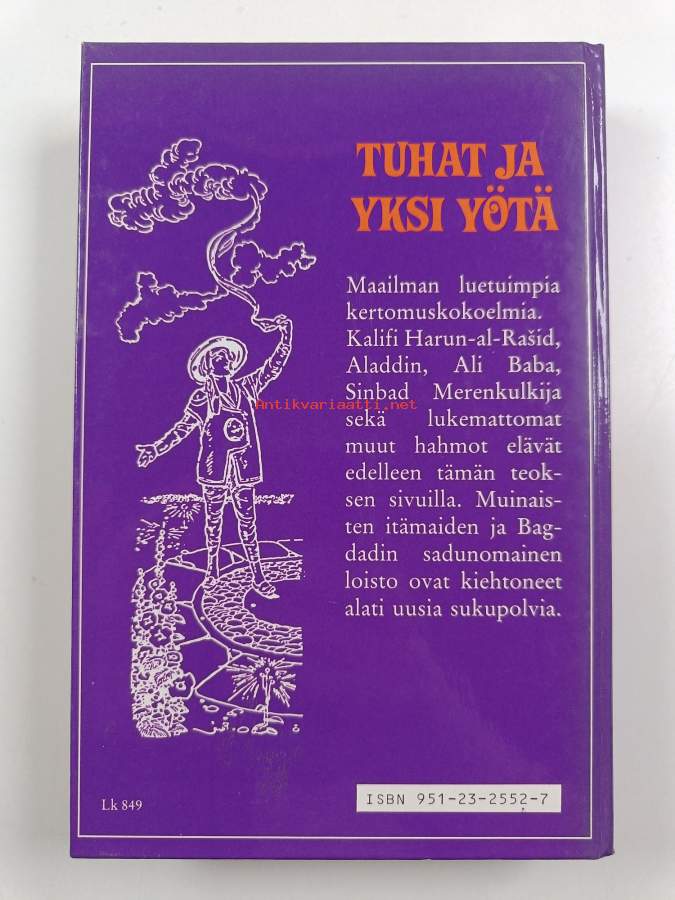 TUHAT JA
YKSI YÖTÄ
Maailman luetuimpia
kertomuskokoelmia.
Kalifi Harun-al-Rašid,
Aladdin, Ali Baba,
Sinbad Merenkulkija
sekä lukemattomat
muut hahmot elävät
edelleen tämän teok-
sen sivuilla. Muinais-
ten itämaiden ja Bag-
dadin sadunomainen
loisto ovat kiehtoneet
alati uusia sukupolvia.
Antikvariaatti.net
Lk 849
ISBN 951-23-2552-7